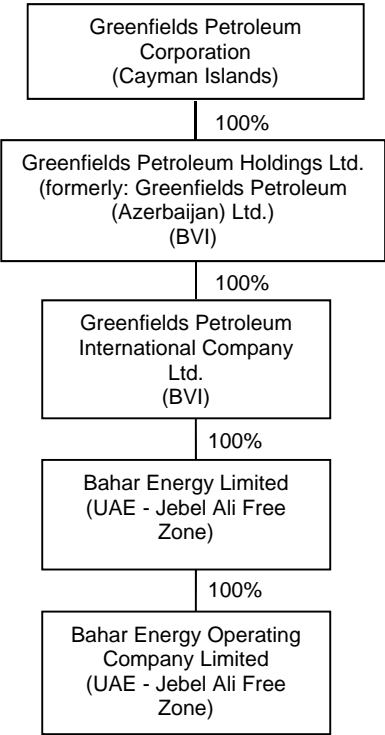 Greenfields Petroleum
Corporation
(Cayman Islands)
100%
Greenfields Petroleum Holdings Ltd.
(formerly: Greenfields Petroleum
(Azerbaijan) Ltd.)
(BVI)
100%
Greenfields Petroleum
International Company
Ltd.
(BVI)
100%
Bahar Energy Limited
(UAE - Jebel Ali Free
Zone)
100%
Bahar Energy Operating
Company Limited
(UAE - Jebel Ali Free
Zone)